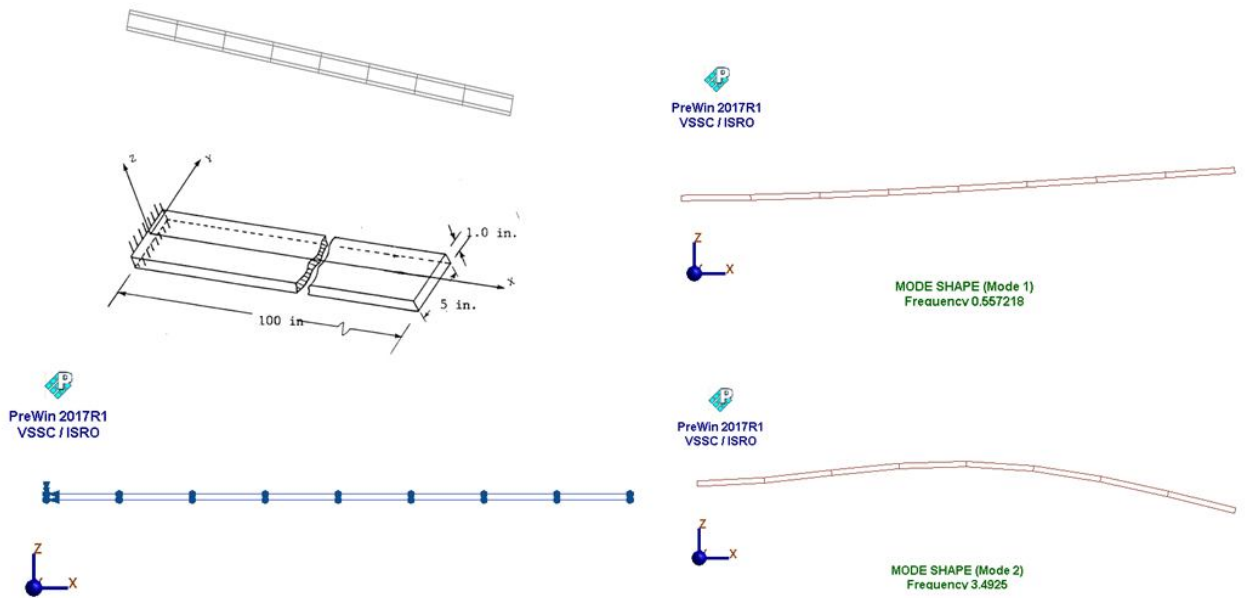 Z
Y
1.0 in.
X
5 in.
100 in
P
PreWin 2017R1
VSSC / ISRO
Z
X
P
PreWin 2017R1
VSSC / ISRO
Z
X
MODE SHAPE (Mode 1)
Frequency 0.557218
P
PreWin 2017R1
VSSC / ISRO
Z
X
MODE SHAPE (Mode 2)
Frequency 3.4925